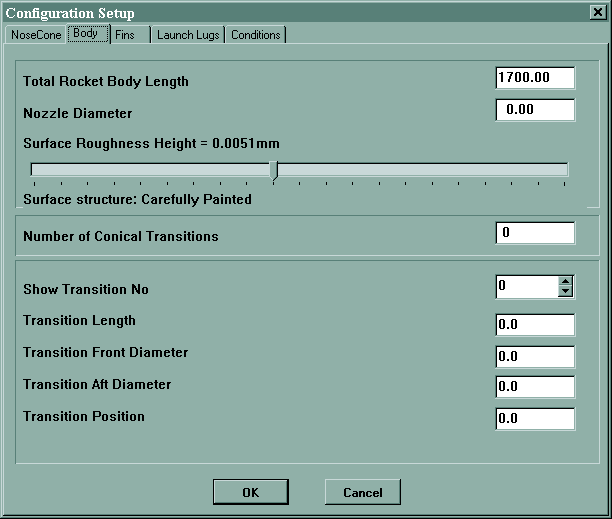 Configuration Setup
NoseCone Body Fins Launch Lugs Conditions
Total Rocket Body Length 1700.00
Nozzle Diameter 0.00
Surface Roughness Height = 0.0051mm
Surface structure: Carefully Painted
Number of Conical Transitions 0
Show Transition No 0
Transition Length 0.0
Transition Front Diameter 0.0
Transition Aft Diameter 0.0
Transition Position 0.0
OK Cancel